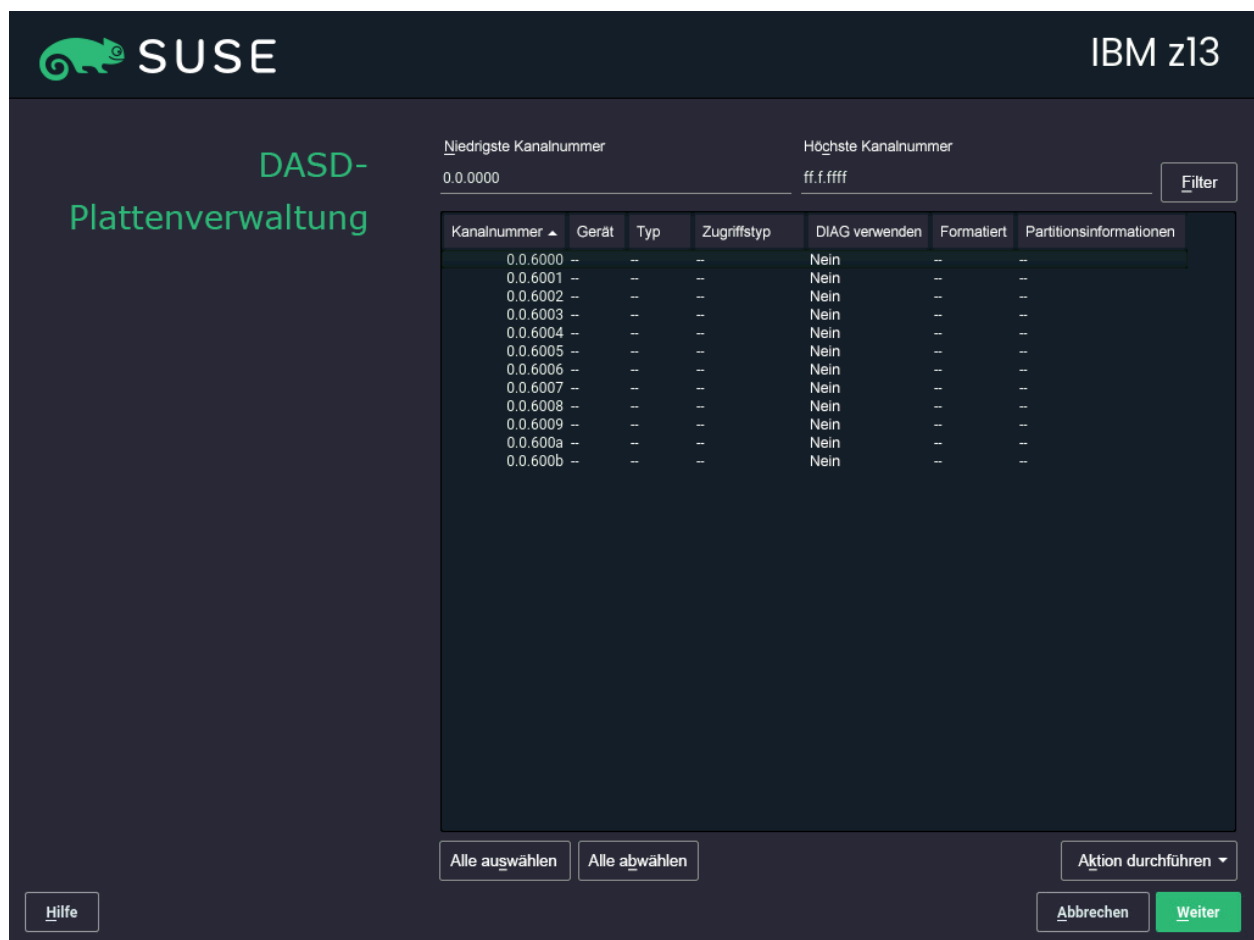 SUSE
IBM z13
DASD-
Plattenverwaltung
Niedrigste Kanalnummer Höchste Kanalnummer
0.0.0000 ff.f.ffff Filter
Kanalnummer Gerät Typ Zugriffstyp DIAG verwenden Formatiert Partitionsinformationen
0.0.6000 -- -- -- Nein -- --
0.0.6001 -- -- -- Nein -- --
0.0.6002 -- -- -- Nein -- --
0.0.6003 -- -- -- Nein -- --
0.0.6004 -- -- -- Nein -- --
0.0.6005 -- -- -- Nein -- --
0.0.6006 -- -- -- Nein -- --
0.0.6007 -- -- -- Nein -- --
0.0.6008 -- -- -- Nein -- --
0.0.6009 -- -- -- Nein -- --
0.0.600a -- -- -- Nein -- --
0.0.600b -- -- -- Nein -- --
Alle auswählen Alle abwählen Aktion durchführen
Hilfe Abbrechen Weiter